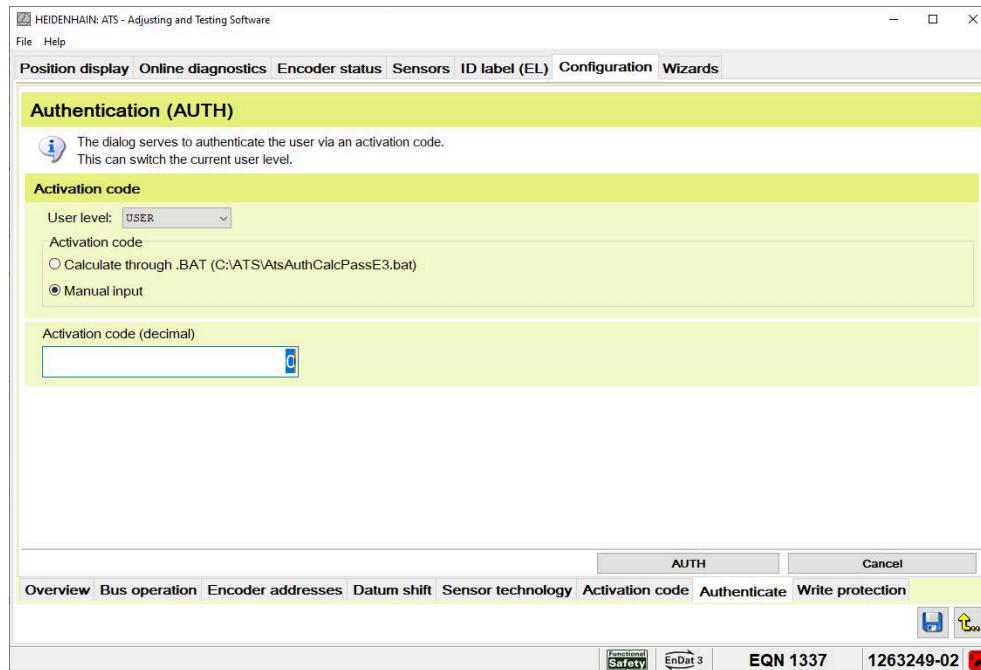 HEIDENHAIN: ATS - Adjusting and Testing Software
File Help
Position display Online diagnostics Encoder status Sensors ID label (EL) Configuration Wizards
Authentication (AUTH)
The dialog serves to authenticate the user via an activation code.
This can switch the current user level.
Activation code
User level: USER
Activation code
Calculate through .BAT (C:\ATS\AtsAuthCalcPassE3.bat)
Manual input
Activation code (decimal)
0
AUTH Cancel
Overview Bus operation Encoder addresses Datum shift Sensor technology Activation code Authenticate Write protection
Functional Safety EnDat 3 EQN 1337 1263249-02